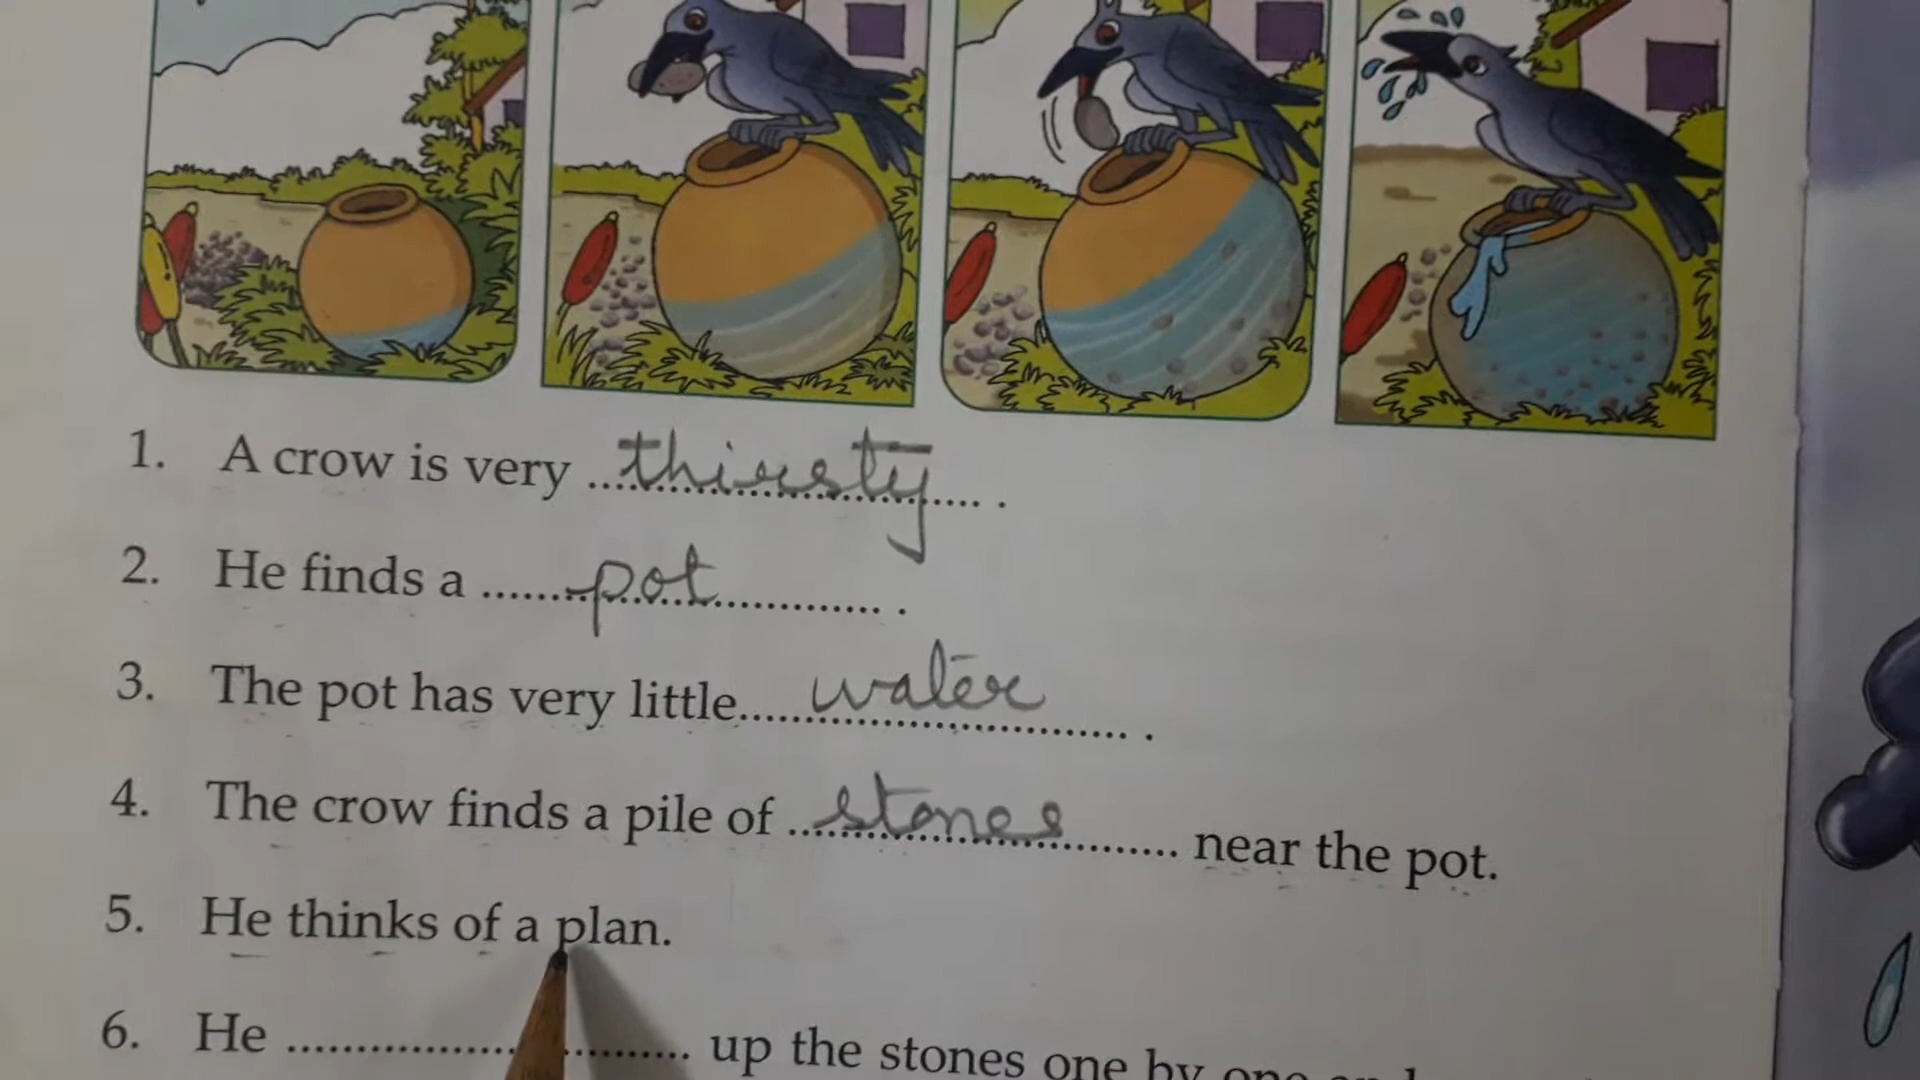 1. A crow is very thirsty.
2. He finds a pot.
3. The pot has very little water.
4. The crow finds a pile of stones near the pot.
5. He thinks of a plan.
6. He .......... up the stones one by one and